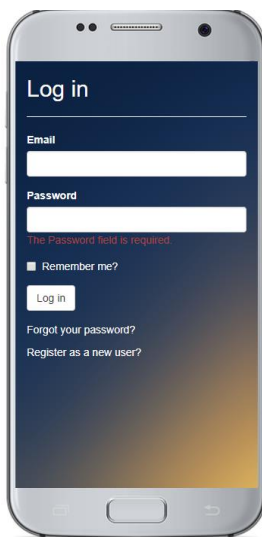 Log in
Email
Password
The Password field is required.
Remember me?
Log in
Forgot your password?
Register as a new user?